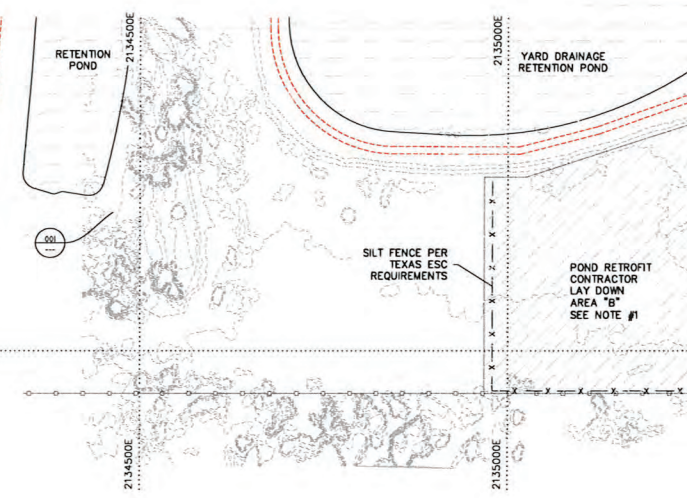 RETENTION
POND
2134500E
2135000E
YARD DRAINAGE
RETENTION POND
001
---
SILT FENCE PER
TEXAS ESC
REQUIREMENTS
POND RETROFIT
CONTRACTOR
LAY DOWN
AREA "B"
SEE NOTE #1
2134500E
2135000E